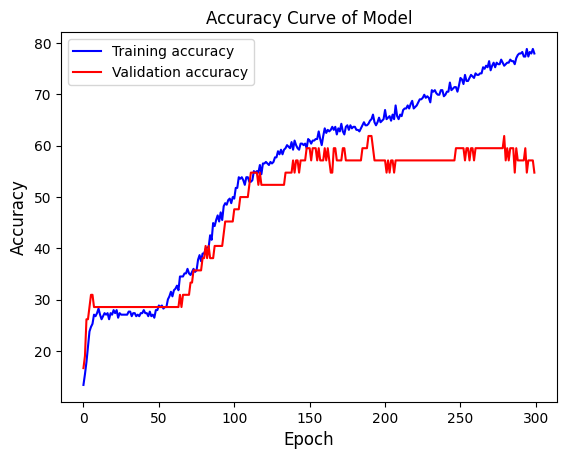 Accuracy Curve of Model
Training accuracy
Validation accuracy
Accuracy
80
70
60
50
40
30
20
0 50 100 150 200 250 300
Epoch